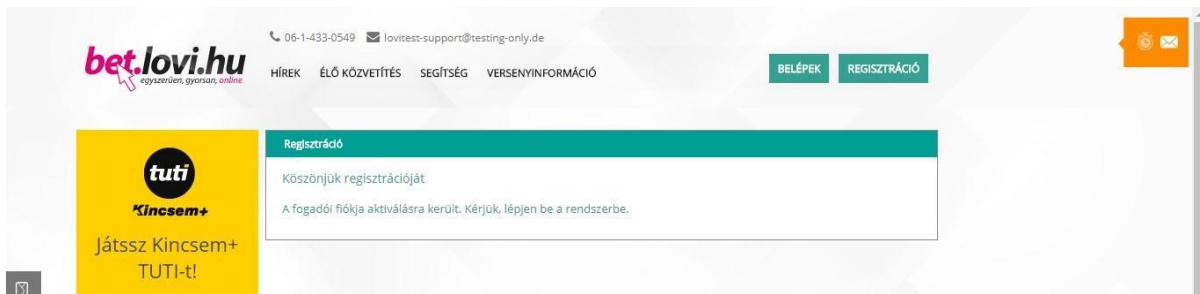 bet.lovi.hu
egyszerűen, gyorsan, online
06-1-433-0549 lovitest-support@testing-only.de
HÍREK ÉLŐ KÖZVETÍTÉS SEGÍTSÉG VERSENYINFORMÁCIÓ
BELÉPEK REGISZTRÁCIÓ
tuti
Kincsem+
Játssz Kincsem+
TUTI-t!
Regisztráció
Köszönjük regisztrációját
A fogadói fiókja aktiválásra került. Kérjük, lépjen be a rendszerbe.